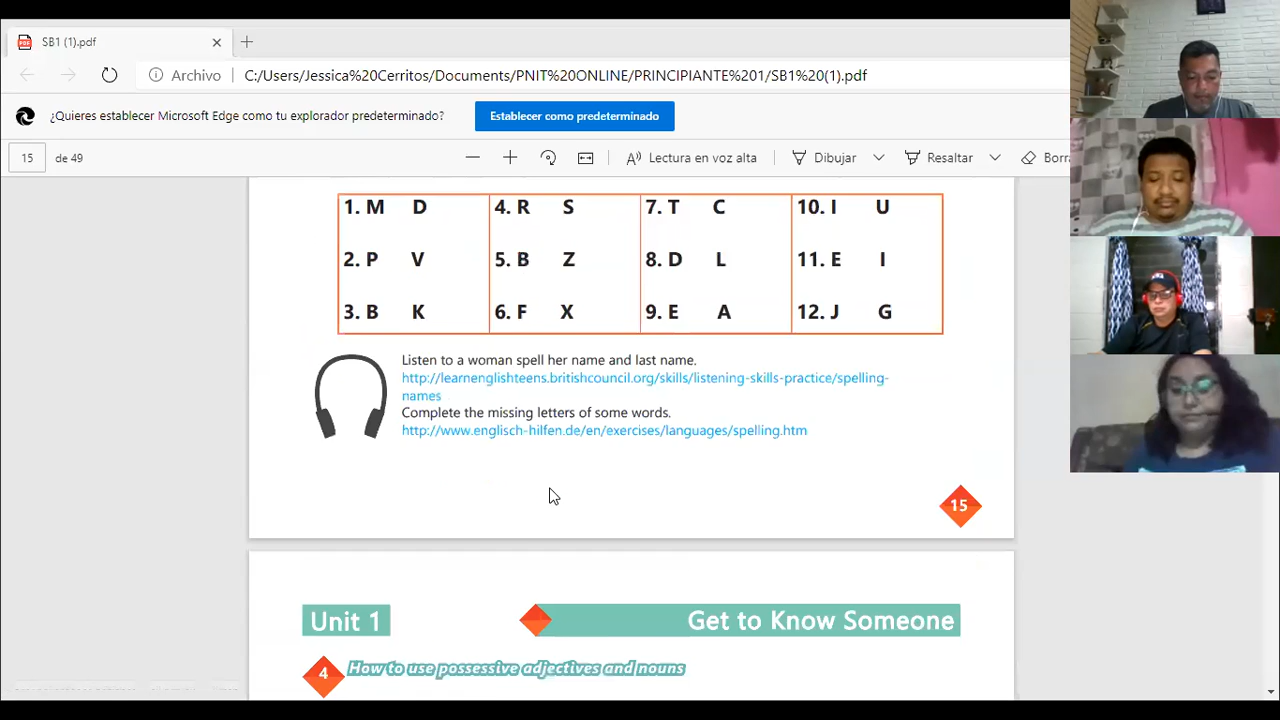 SB1 (1).pdf
Archivo C:/Users/Jessica%20Cerritos/Documents/PNIT%20ONLINE/PRINCIPIANTE%201/SB1%20(1).pdf
¿Quieres establecer Microsoft Edge como tu explorador predeterminado? Establecer como predeterminado
15 de 49 Lectura en voz alta Dibujar Resaltar Borra
1. M D 4. R S 7. T C 10. I U
2. P V 5. B Z 8. D L 11. E I
3. B K 6. F X 9. E A 12. J G
Listen to a woman spell her name and last name.
http://learnenglishteens.britishcouncil.org/skills/listening-skills-practice/spelling-
names
Complete the missing letters of some words.
http://www.englisch-hilfen.de/en/exercises/languages/spelling.htm
15
Unit 1 Get to Know Someone
4 How to use possessive adjectives and nouns